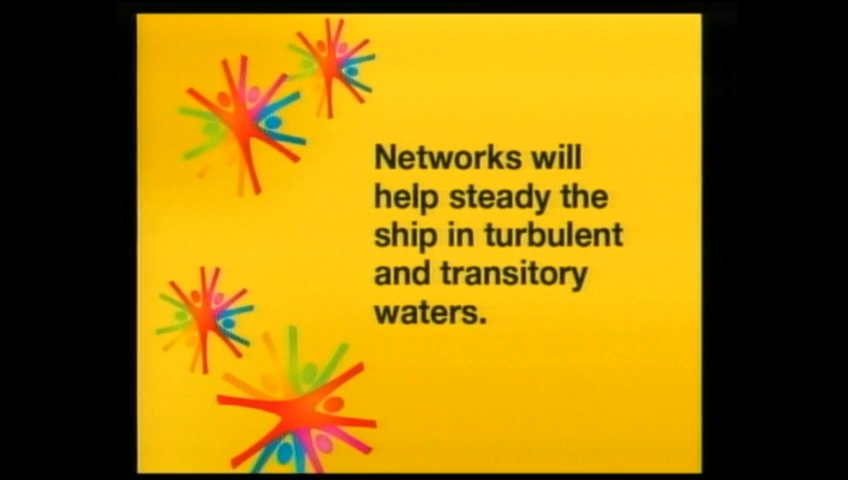 Networks will
help steady the
ship in turbulent
and transitory
waters.